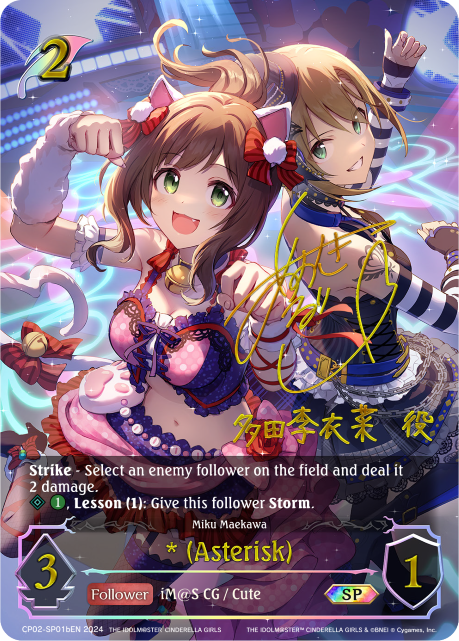 2
多田李衣菜 役
Strike - Select an enemy follower on the field and deal it
2 damage.
1, Lesson (1): Give this follower Storm.
Miku Maekawa
* (Asterisk)
3
1
Follower iM@S CG / Cute
SP
CP02-SP01bEN 2024 THE IDOLM@STER CINDERELLA GIRLS THE IDOLM@STER™ CINDERELLA GIRLS & ©BNEI © Cygames, Inc.